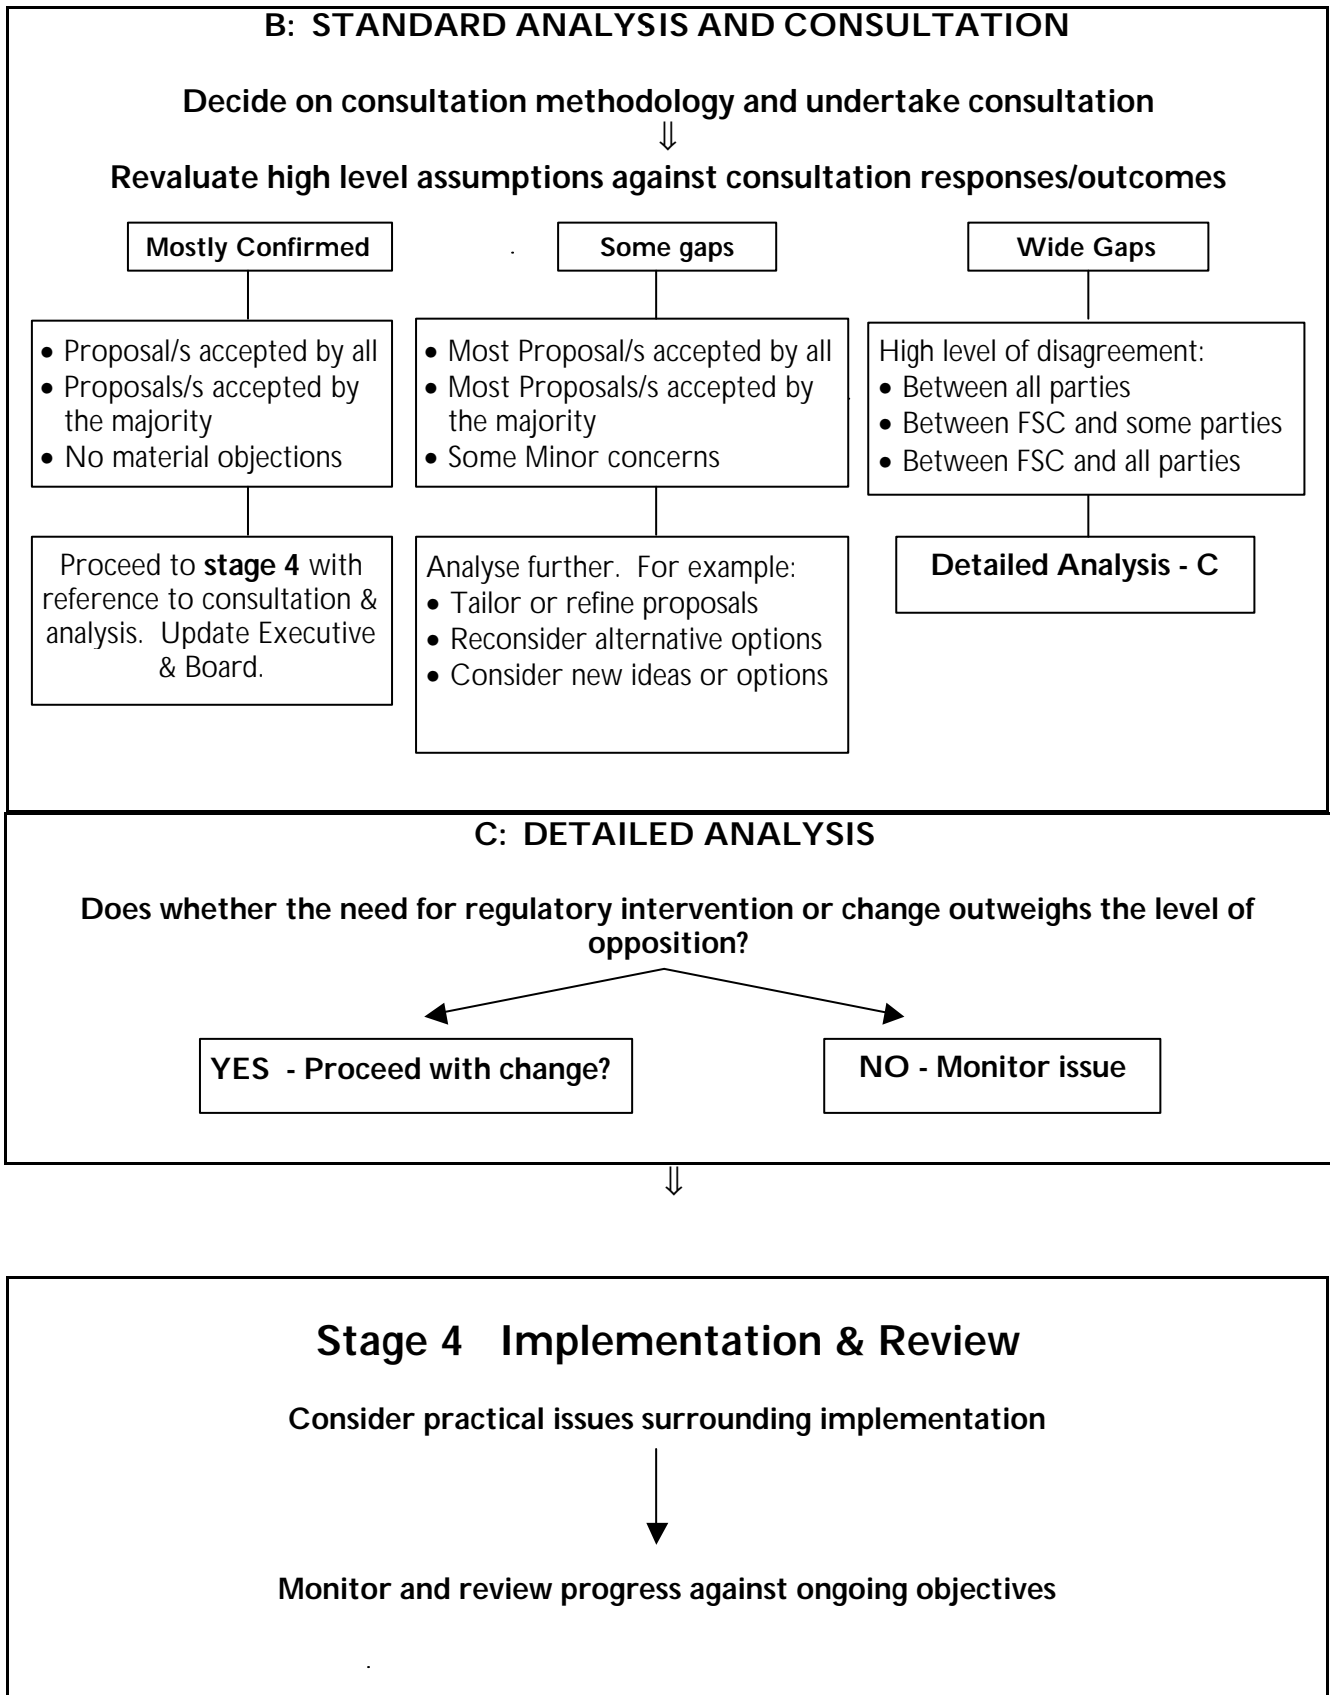 B: STANDARD ANALYSIS AND CONSULTATION
Decide on consultation methodology and undertake consultation
⇓
Revaluate high level assumptions against consultation responses/outcomes
Mostly Confirmed
• Proposal/s accepted by all
• Proposals/s accepted by
the majority
• No material objections
Proceed to stage 4 with
reference to consultation &
analysis. Update Executive
& Board.
Some gaps
• Most Proposal/s accepted by all
• Most Proposals/s accepted by
the majority
• Some Minor concerns
Analyse further. For example:
• Tailor or refine proposals
• Reconsider alternative options
• Consider new ideas or options
Wide Gaps
High level of disagreement:
• Between all parties
• Between FSC and some parties
• Between FSC and all parties
Detailed Analysis - C
C: DETAILED ANALYSIS
Does whether the need for regulatory intervention or change outweighs the level of
opposition?
YES - Proceed with change?
NO - Monitor issue
⇓
Stage 4 Implementation & Review
Consider practical issues surrounding implementation
Monitor and review progress against ongoing objectives